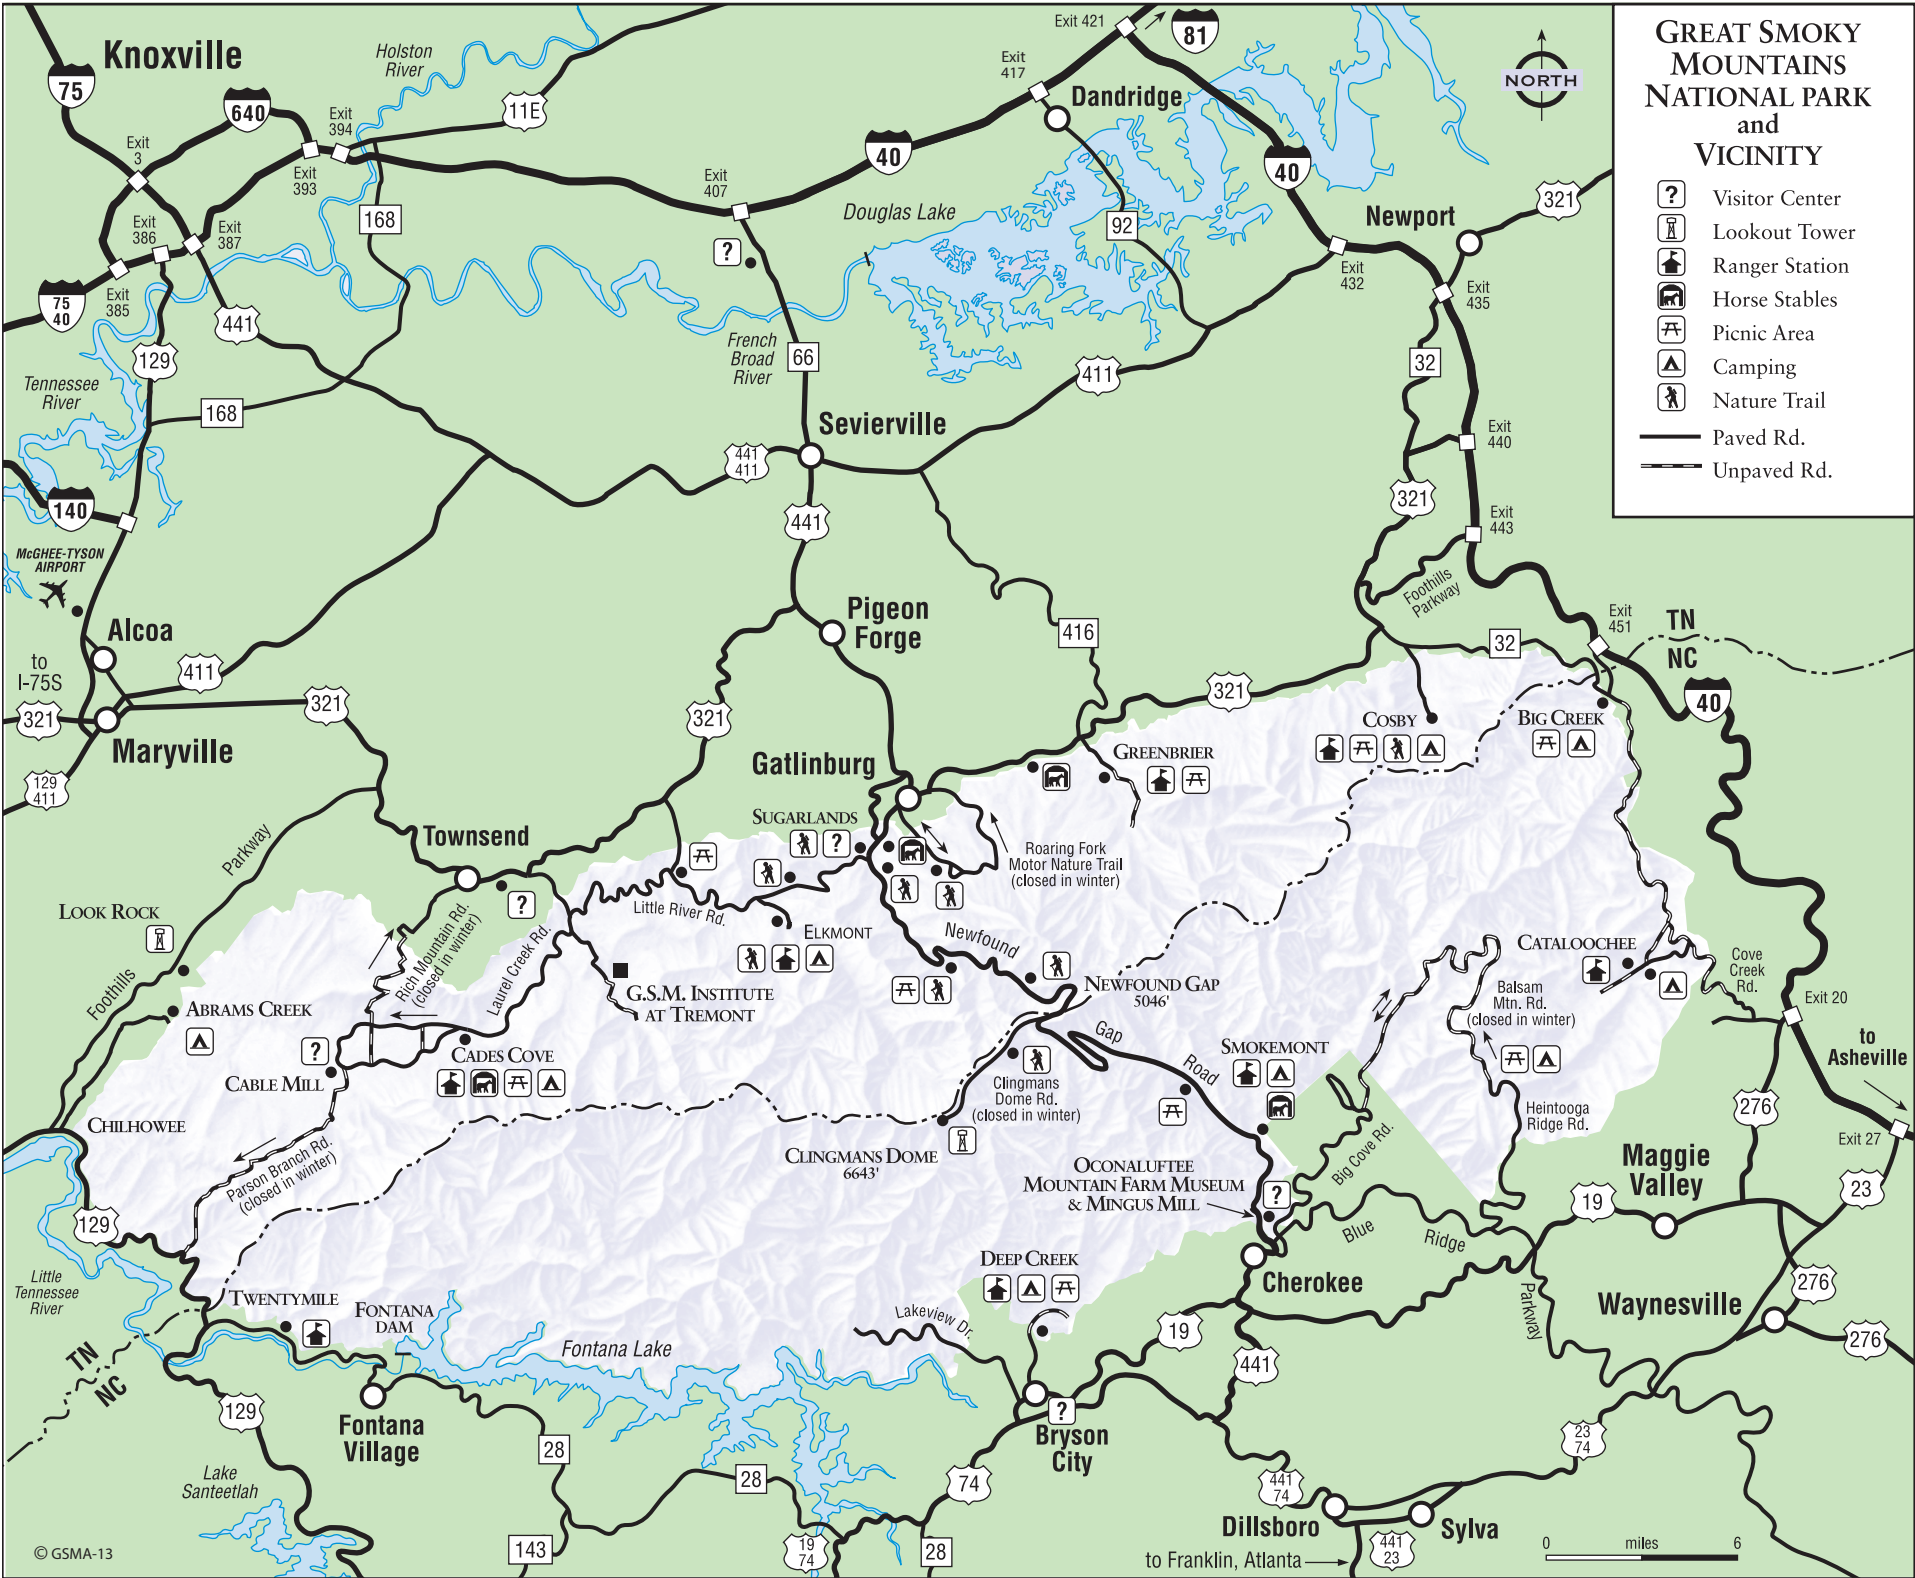 GREAT SMOKY
MOUNTAINS
NATIONAL PARK
and
VICINITY
?
Visitor Center
Lookout Tower
Ranger Station
Horse Stables
Picnic Area
Camping
Nature Trail
Paved Rd.
Unpaved Rd.
NORTH
Knoxville
75
640
Holston
River
11E
Exit
394
Exit
3
Exit
393
Exit
386
Exit
387
Exit
385
75
40
168
441
129
Tennessee
River
168
140
McGHEE-TYSON
AIRPORT
Alcoa
to
I-75S
411
321
321
Maryville
129
411
Exit
407
?
40
Exit
417
Exit 421
81
Dandridge
40
Douglas Lake
92
Newport
321
Exit
432
Exit
435
French
Broad
River
66
411
32
Sevierville
441
411
Exit
440
321
Exit
443
441
Foothills
Parkway
Pigeon
Forge
416
Exit
451
TN
NC
32
40
321
321
COSBY
BIG CREEK
GREENBRIER
Gatlinburg
SUGARLANDS
?
Roaring Fork
Motor Nature Trail
(closed in winter)
Townsend
?
Parkway
Foothills
LOOK ROCK
Little River Rd.
ELKMONT
Rich Mountain Rd.
(closed in winter)
Laurel Creek Rd.
G.S.M. INSTITUTE
AT TREMONT
Newfound
Gap
Road
NEWFOUND GAP
5046'
CATALOOCHEE
Cove
Creek
Rd.
Exit 20
Balsam
Mtn. Rd.
(closed in winter)
to
Asheville
ABRAMS CREEK
?
CADES COVE
CABLE MILL
Clingmans
Dome Rd.
(closed in winter)
SMOKEMONT
Heintooga
Ridge Rd.
276
Exit 27
CHILHOWEE
Parson Branch Rd.
(closed in winter)
CLINGMANS DOME
6643'
OCONALUFTEE
MOUNTAIN FARM MUSEUM
& MINGUS MILL
?
Big Cove Rd.
Maggie
Valley
19
23
129
Blue
Ridge
Parkway
DEEP CREEK
Cherokee
Little
Tennessee
River
TWENTYMILE
FONTANA
DAM
Lakeview Dr.
19
Waynesville
276
276
TN
NC
Fontana Lake
441
129
Fontana
Village
?
Bryson
City
28
28
74
23
74
Lake
Santeetlah
441
74
Dillsboro
Sylva
143
19
74
28
441
23
to Franklin, Atlanta
0 miles 6
© GSMA-13